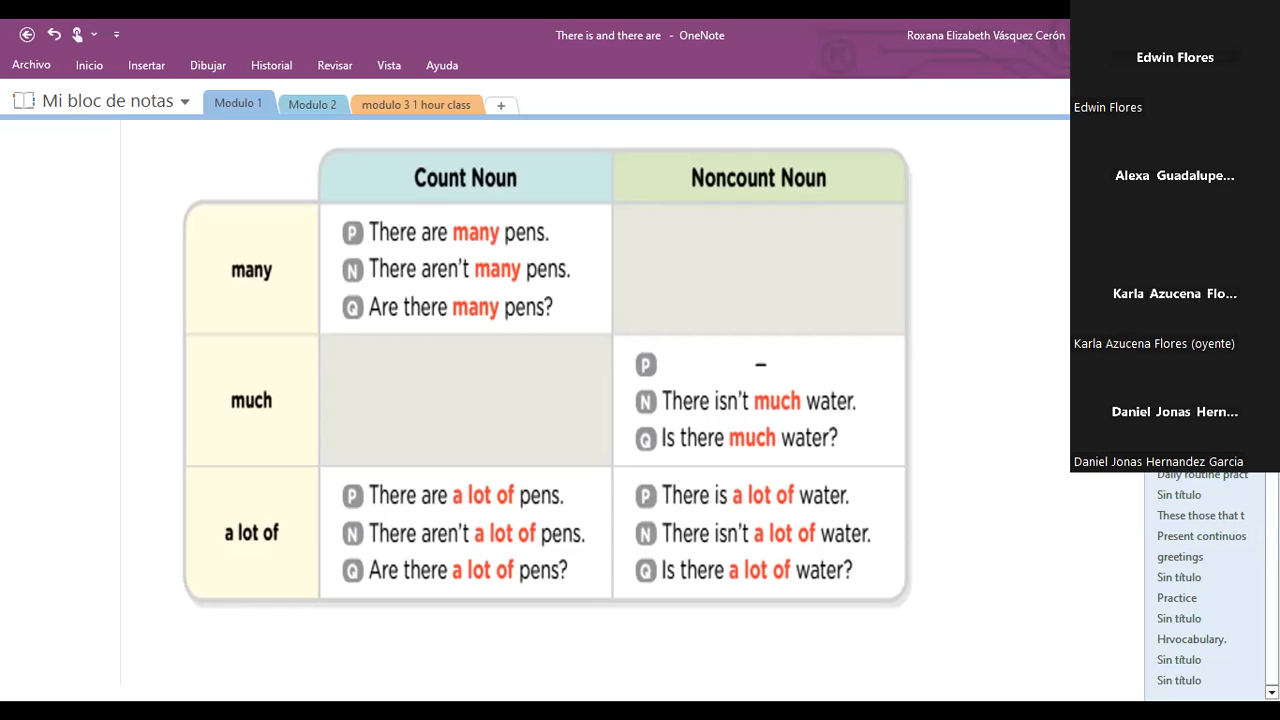 There is and there are - OneNote
Roxana Elizabeth Vásquez Cerón
Archivo Inicio Insertar Dibujar Historial Revisar Vista Ayuda
Mi bloc de notas Modulo 1 Modulo 2 modulo 3 1 hour class +
Count Noun Noncount Noun
many
P There are many pens.
N There aren't many pens.
Q Are there many pens?
much
P –
N There isn't much water.
Q Is there much water?
a lot of
P There are a lot of pens.
N There aren't a lot of pens.
Q Are there a lot of pens?
P There is a lot of water.
N There isn't a lot of water.
Q Is there a lot of water?
Edwin Flores
Edwin Flores
Alexa Guadalupe...
Karla Azucena Flo...
Karla Azucena Flores (oyente)
Daniel Jonas Hern...
Daniel Jonas Hernandez Garcia
Daily routine pract
Sin título
These those that t
Present continuos
greetings
Sin título
Practice
Sin título
Hrvocabulary.
Sin título
Sin título